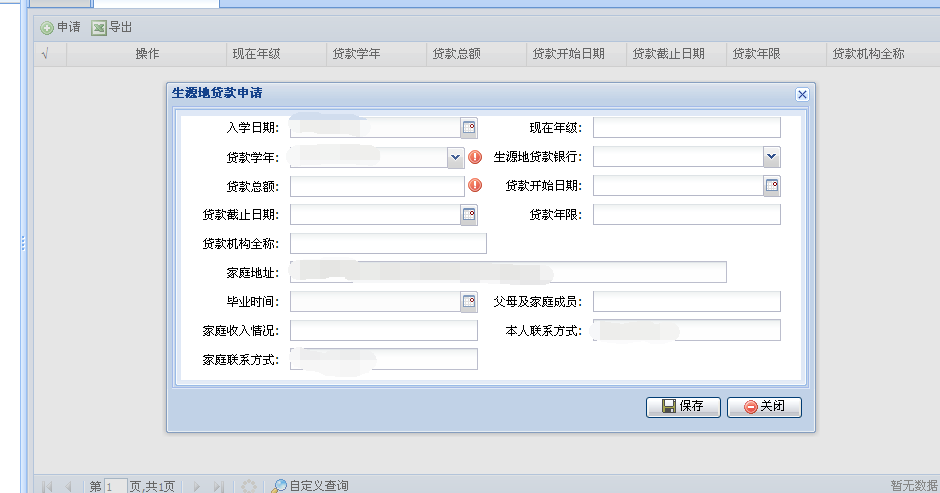 申请 导出
√ 操作 现在年级 贷款学年 贷款总额 贷款开始日期 贷款截止日期 贷款年限 贷款机构全称
生源地贷款申请
入学日期: 现在年级:
贷款学年: 生源地贷款银行:
贷款总额: 贷款开始日期:
贷款截止日期: 贷款年限:
贷款机构全称:
家庭地址:
毕业时间: 父母及家庭成员:
家庭收入情况: 本人联系方式:
家庭联系方式:
保存 关闭
第 1 页,共1页 自定义查询 暂无数据